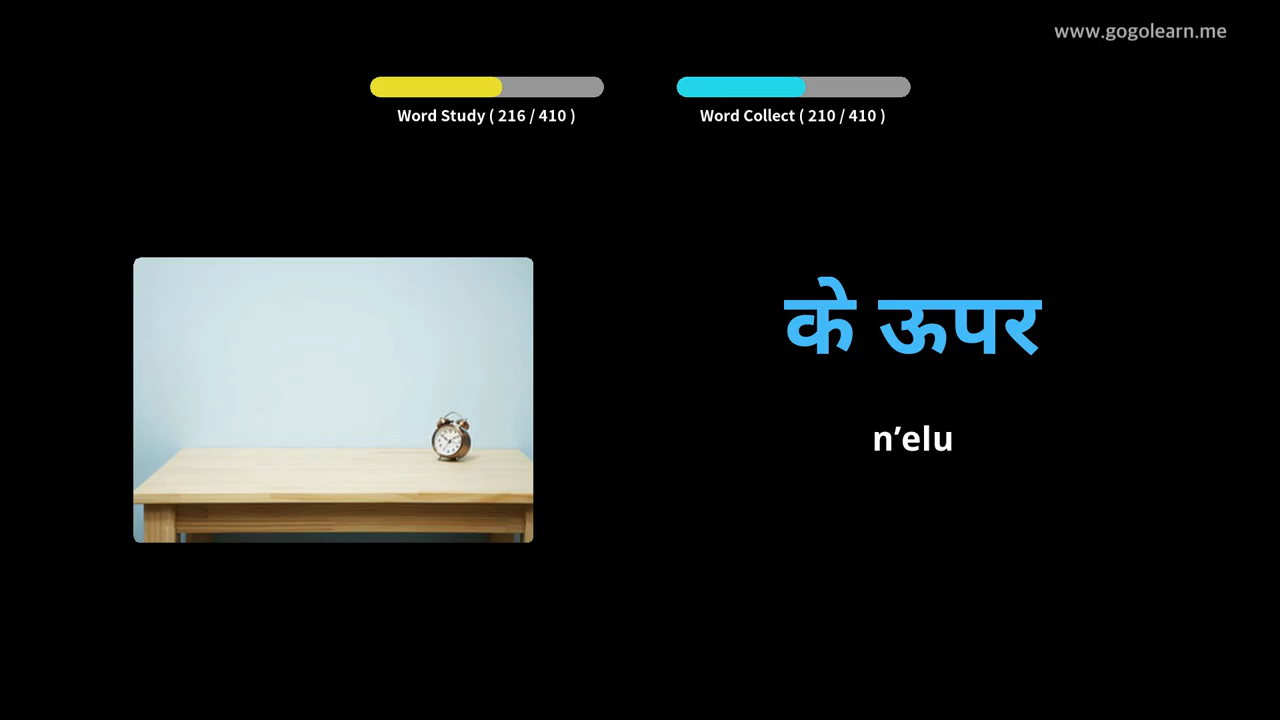 www.gogolearn.me
Word Study ( 216 / 410 )
Word Collect ( 210 / 410 )
के ऊपर
n’elu